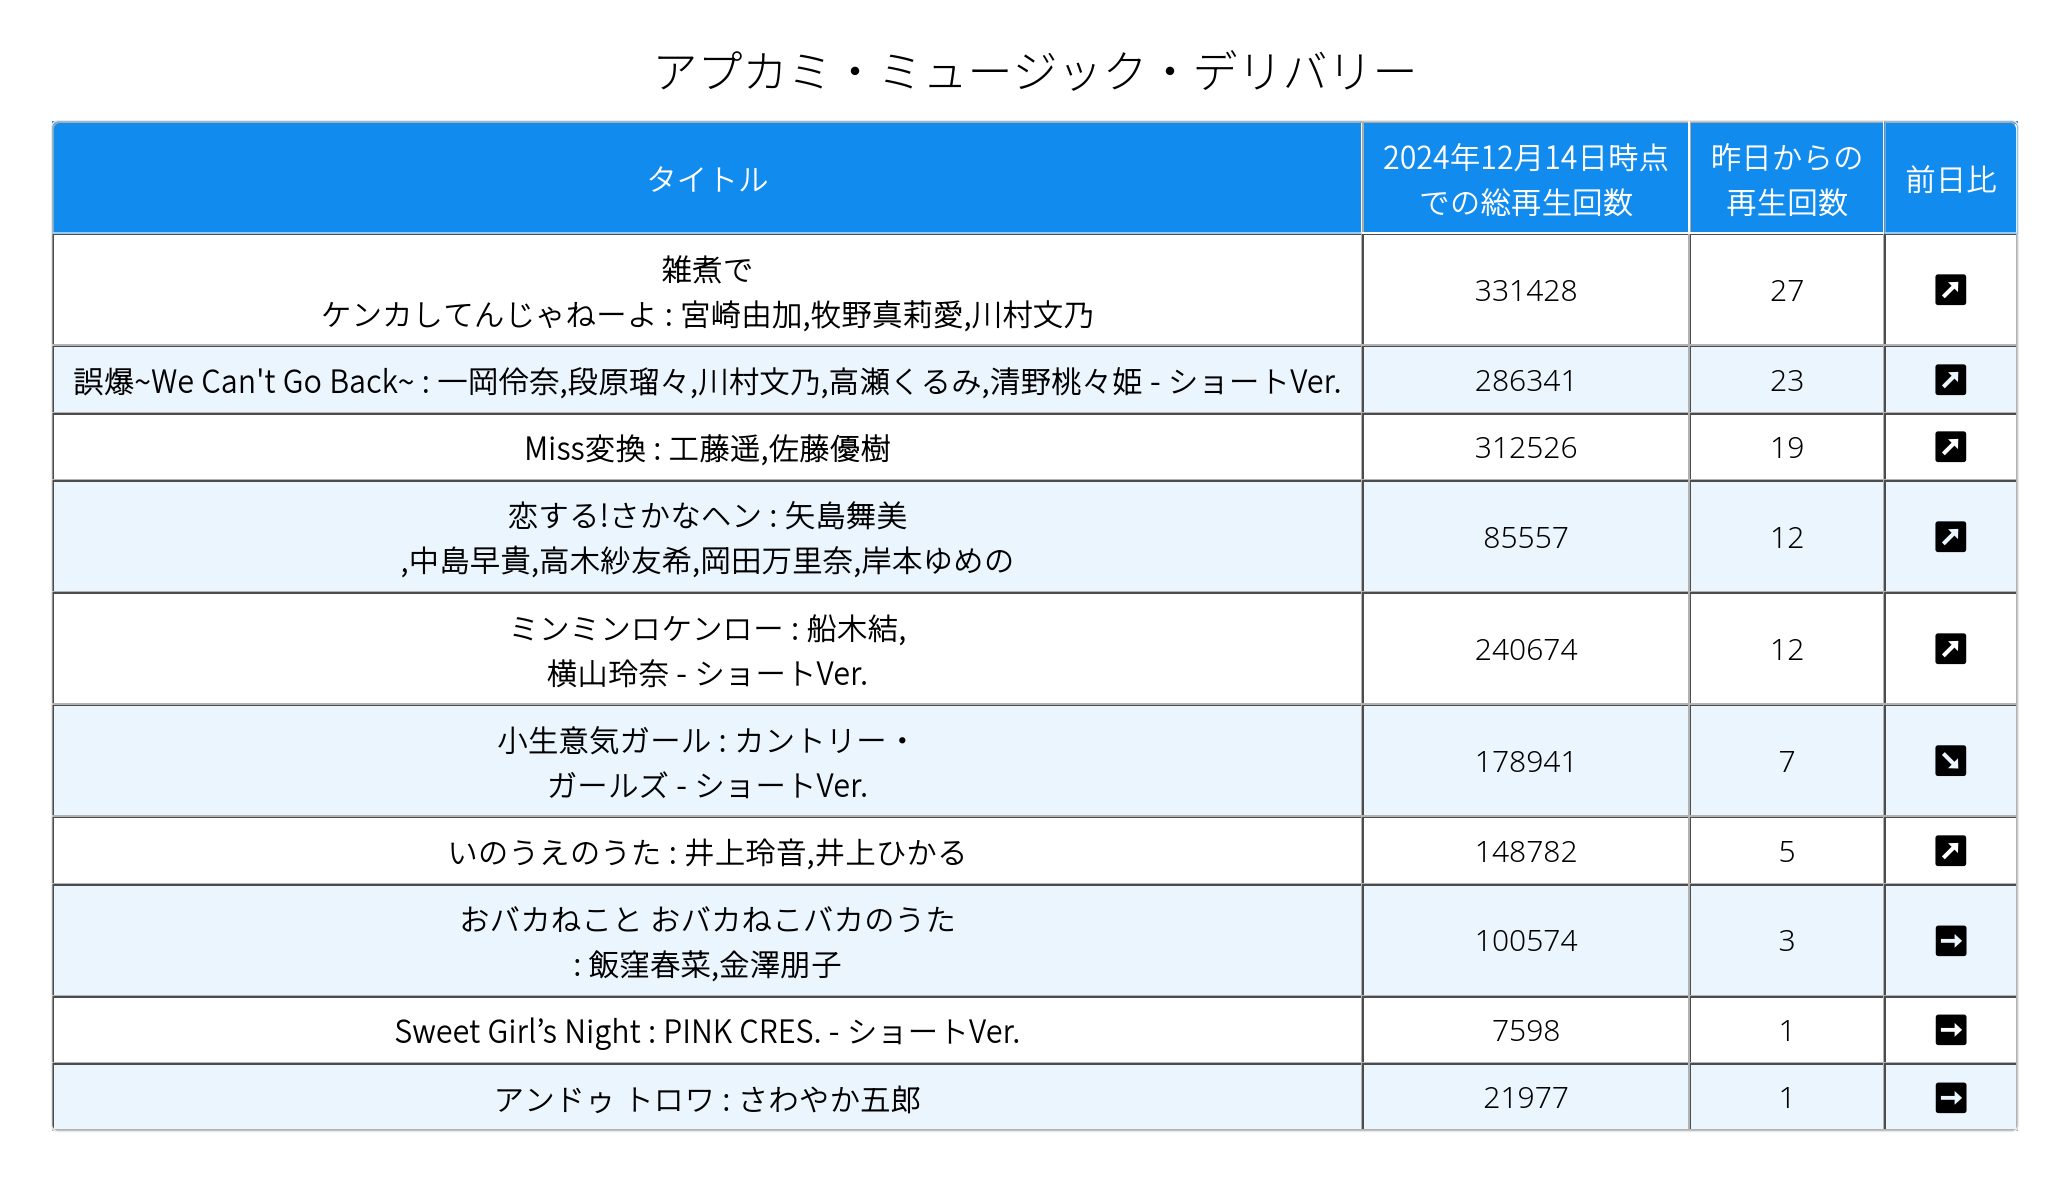 アプカミ・ミュージック・デリバリー
タイトル
2024年12月14日時点
での総再生回数
昨日からの
再生回数
前日比
雑煮で
ケンカしてんじゃねーよ : 宮崎由加,牧野真莉愛,川村文乃
331428
27
誤爆~We Can't Go Back~ : 一岡伶奈,段原瑠々,川村文乃,高瀬くるみ,清野桃々姫 - ショートVer.
286341
23
Miss変換 : 工藤遥,佐藤優樹
312526
19
恋する!さかなヘン : 矢島舞美
,中島早貴,高木紗友希,岡田万里奈,岸本ゆめの
85557
12
ミンミンロケンロー : 船木結,
横山玲奈 - ショートVer.
240674
12
小生意気ガール : カントリー・
ガールズ - ショートVer.
178941
7
いのうえのうた : 井上玲音,井上ひかる
148782
5
おバカねこと おバカねこバカのうた
: 飯窪春菜,金澤朋子
100574
3
Sweet Girl’s Night : PINK CRES. - ショートVer.
7598
1
アンドゥ トロワ : さわやか五郎
21977
1